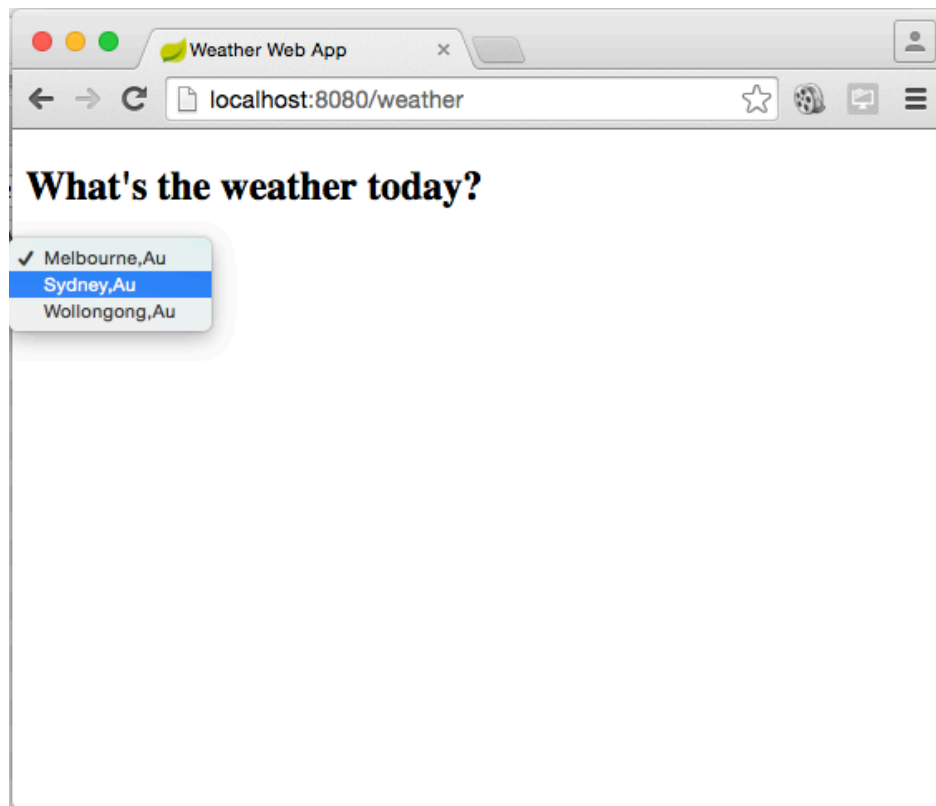 Weather Web App
localhost:8080/weather
What's the weather today?
Melbourne,Au
Sydney,Au
Wollongong,Au